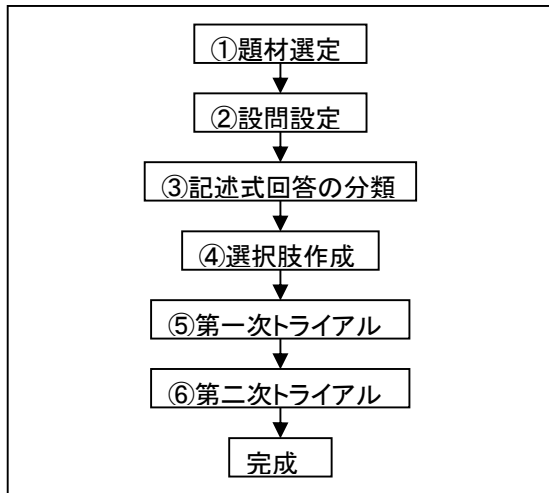 ①題材選定
②設問設定
③記述式回答の分類
④選択肢作成
⑤第一次トライアル
⑥第二次トライアル
完成